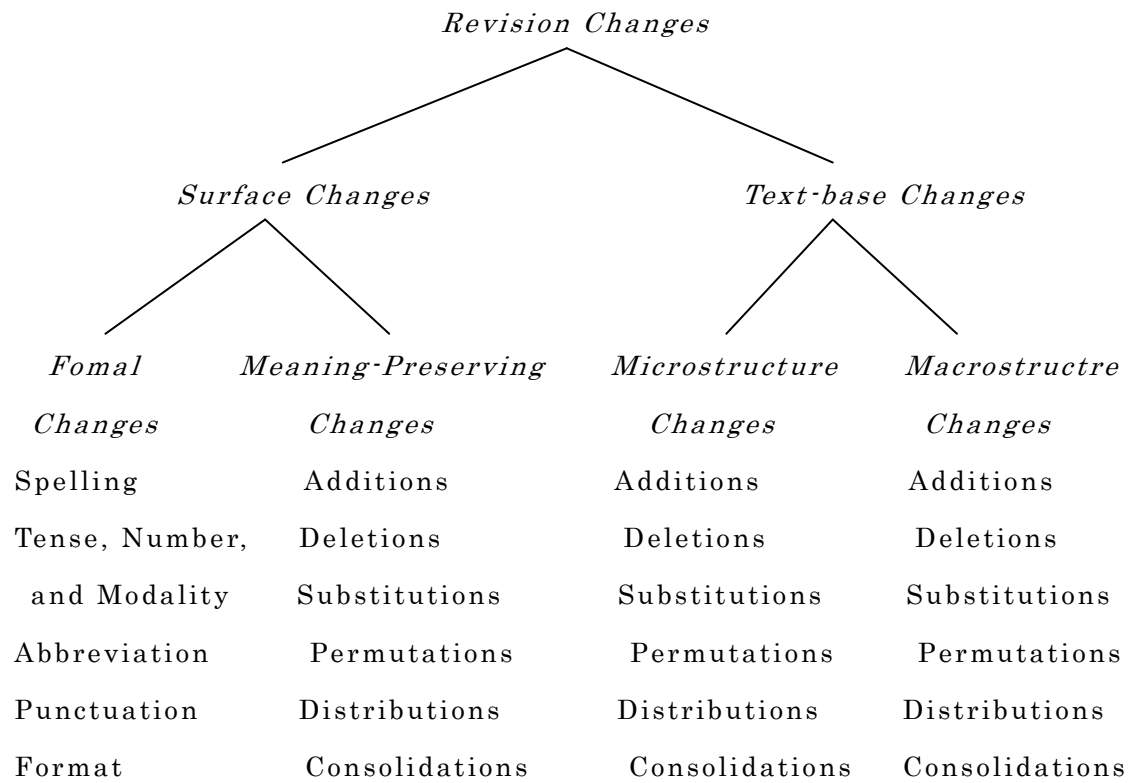 Revision Changes
Surface Changes Text-base Changes
Fomal Meaning-Preserving Microstructure Macrostructre
Changes Changes Changes Changes
Spelling Additions Additions Additions
Tense, Number, Deletions Deletions Deletions
and Modality Substitutions Substitutions Substitutions
Abbreviation Permutations Permutations Permutations
Punctuation Distributions Distributions Distributions
Format Consolidations Consolidations Consolidations